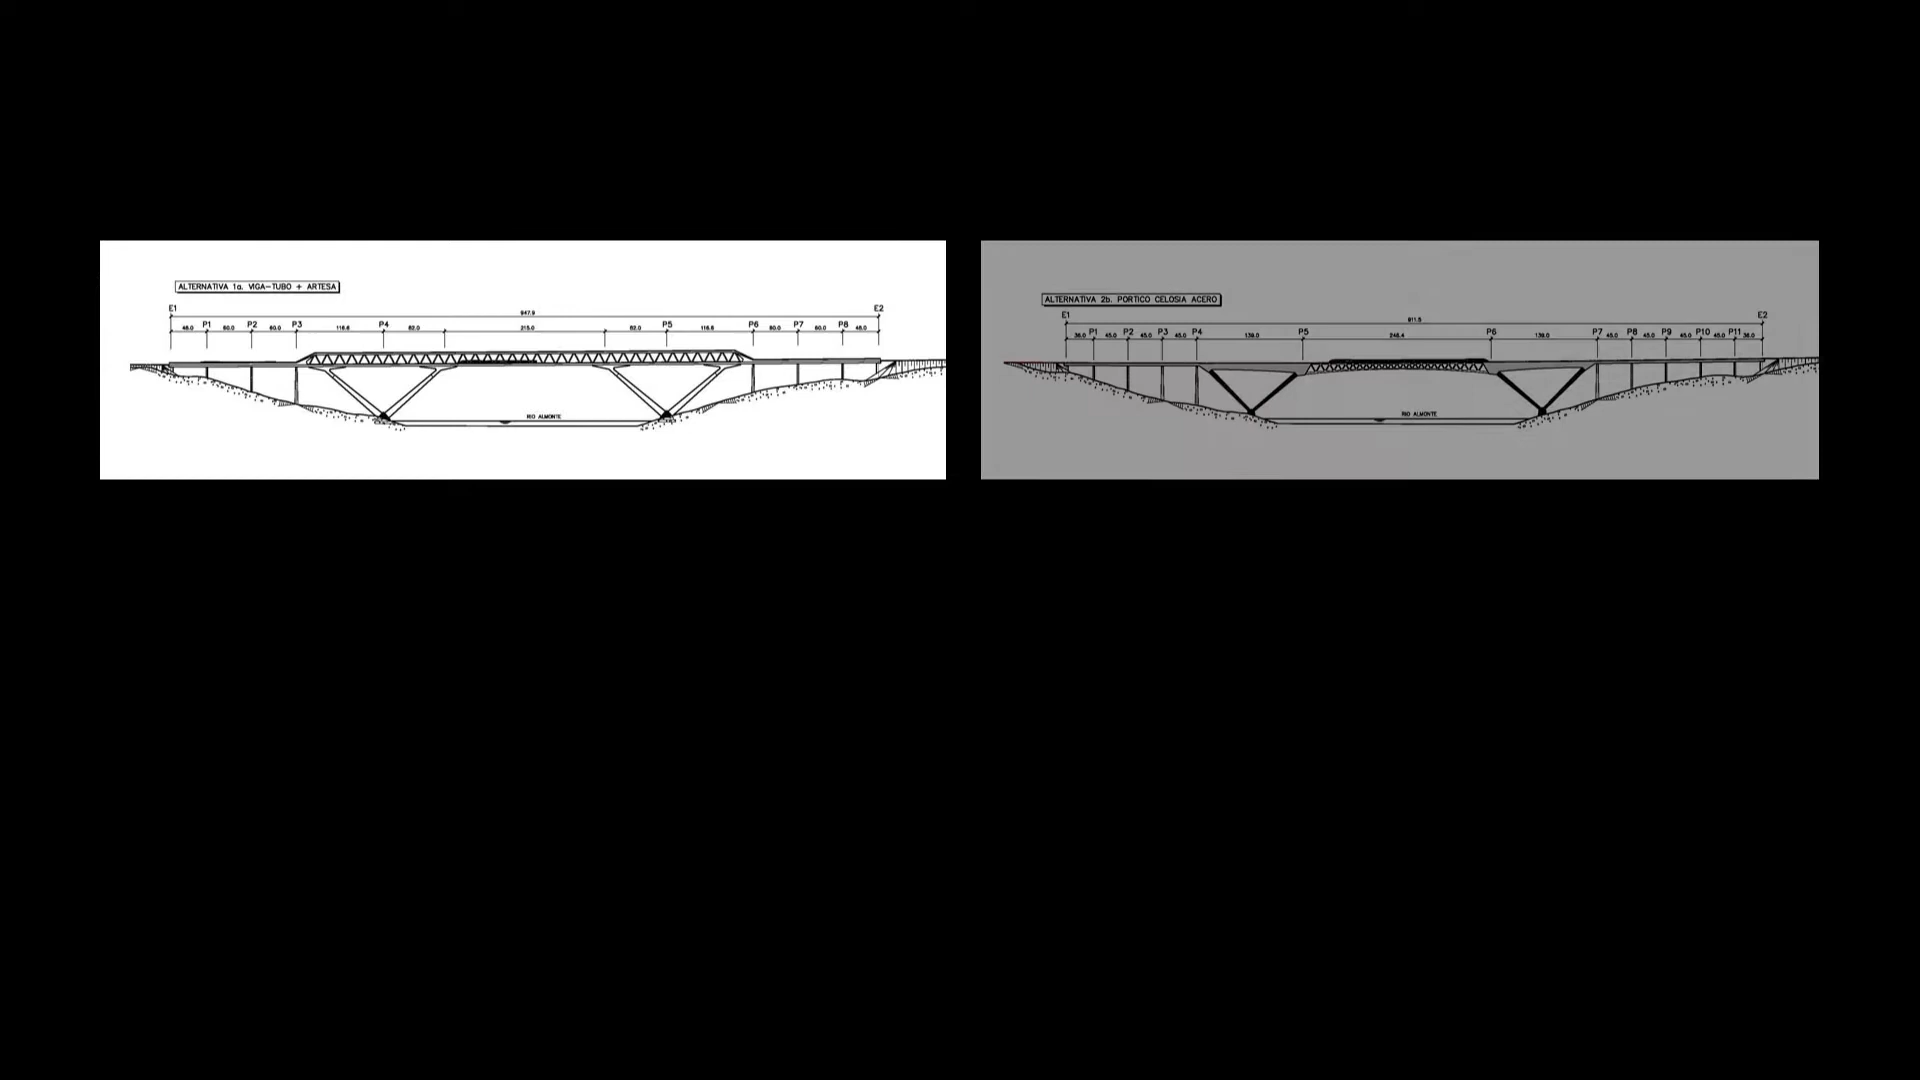 ALTERNATIVA 1a. VIGA-TUBO + ARTESA
E1 E2
947.9
P1 P2 P3 P4 P5 P6 P7 P8
48.0 60.0 60.0 116.6 82.0 215.0 82.0 116.6 60.0 60.0 48.0
RIO ALMONTE
ALTERNATIVA 2b. PORTICO CELOSIA ACERO
E1 E2
911.5
P1 P2 P3 P4 P5 P6 P7 P8 P9 P10 P11
36.0 45.0 45.0 45.0 139.0 246.4 139.0 45.0 45.0 45.0 45.0 36.0
RIO ALMONTE